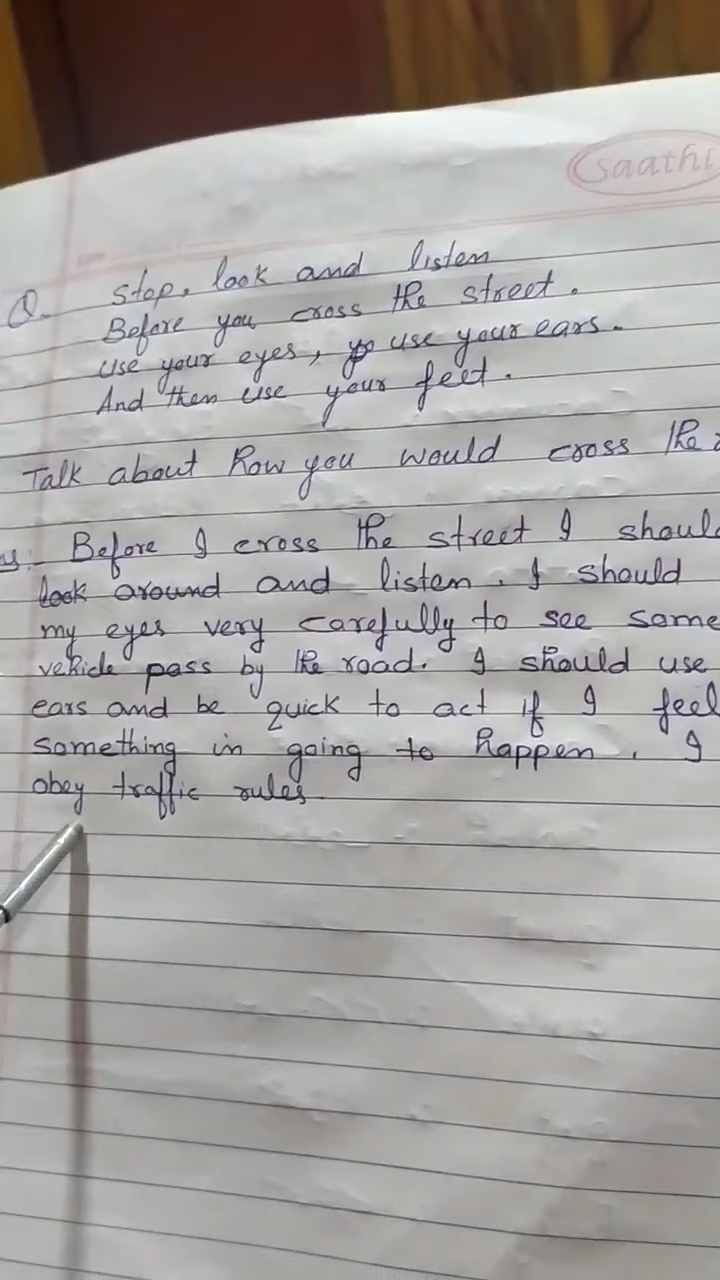 saathi
Q. Stop, look and listen
Before you cross the street.
Use your eyes, use your ears.
And then use your feet.
Talk about how you would cross the
Before I cross the street I should
look around and listen. I should
my eyes very carefully to see some
vehicle pass by the road. I should use
ears and be quick to act if I feel
something in going to happen. I
obey traffic rules